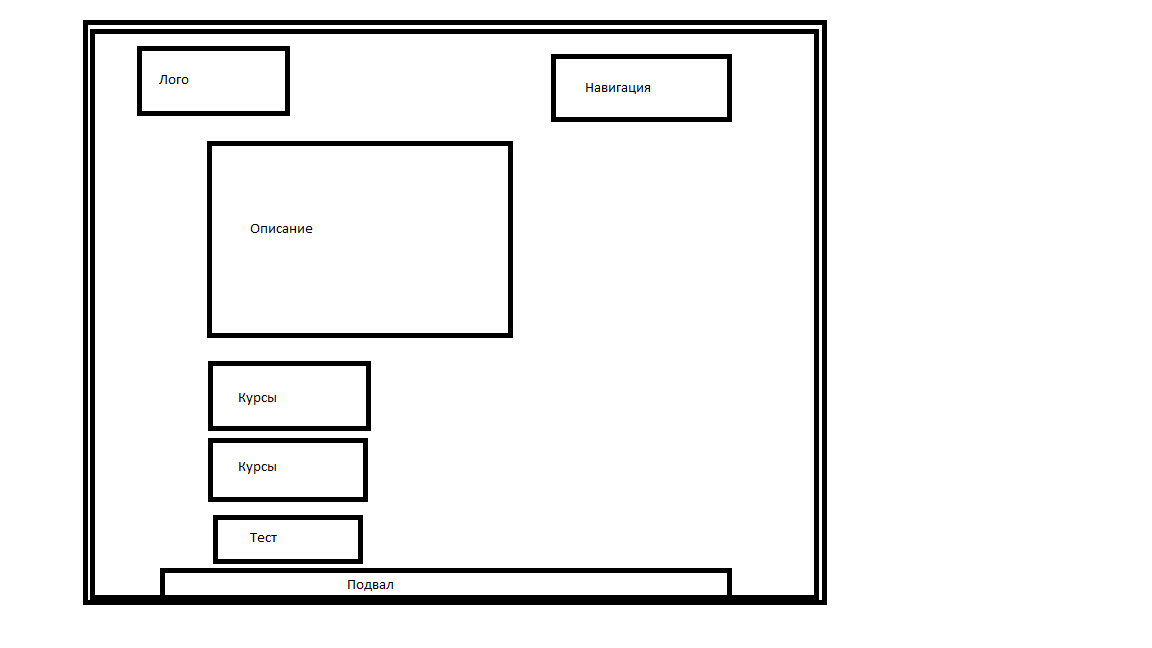 Лого
Навигация
Описание
Курсы
Курсы
Тест
Подвал